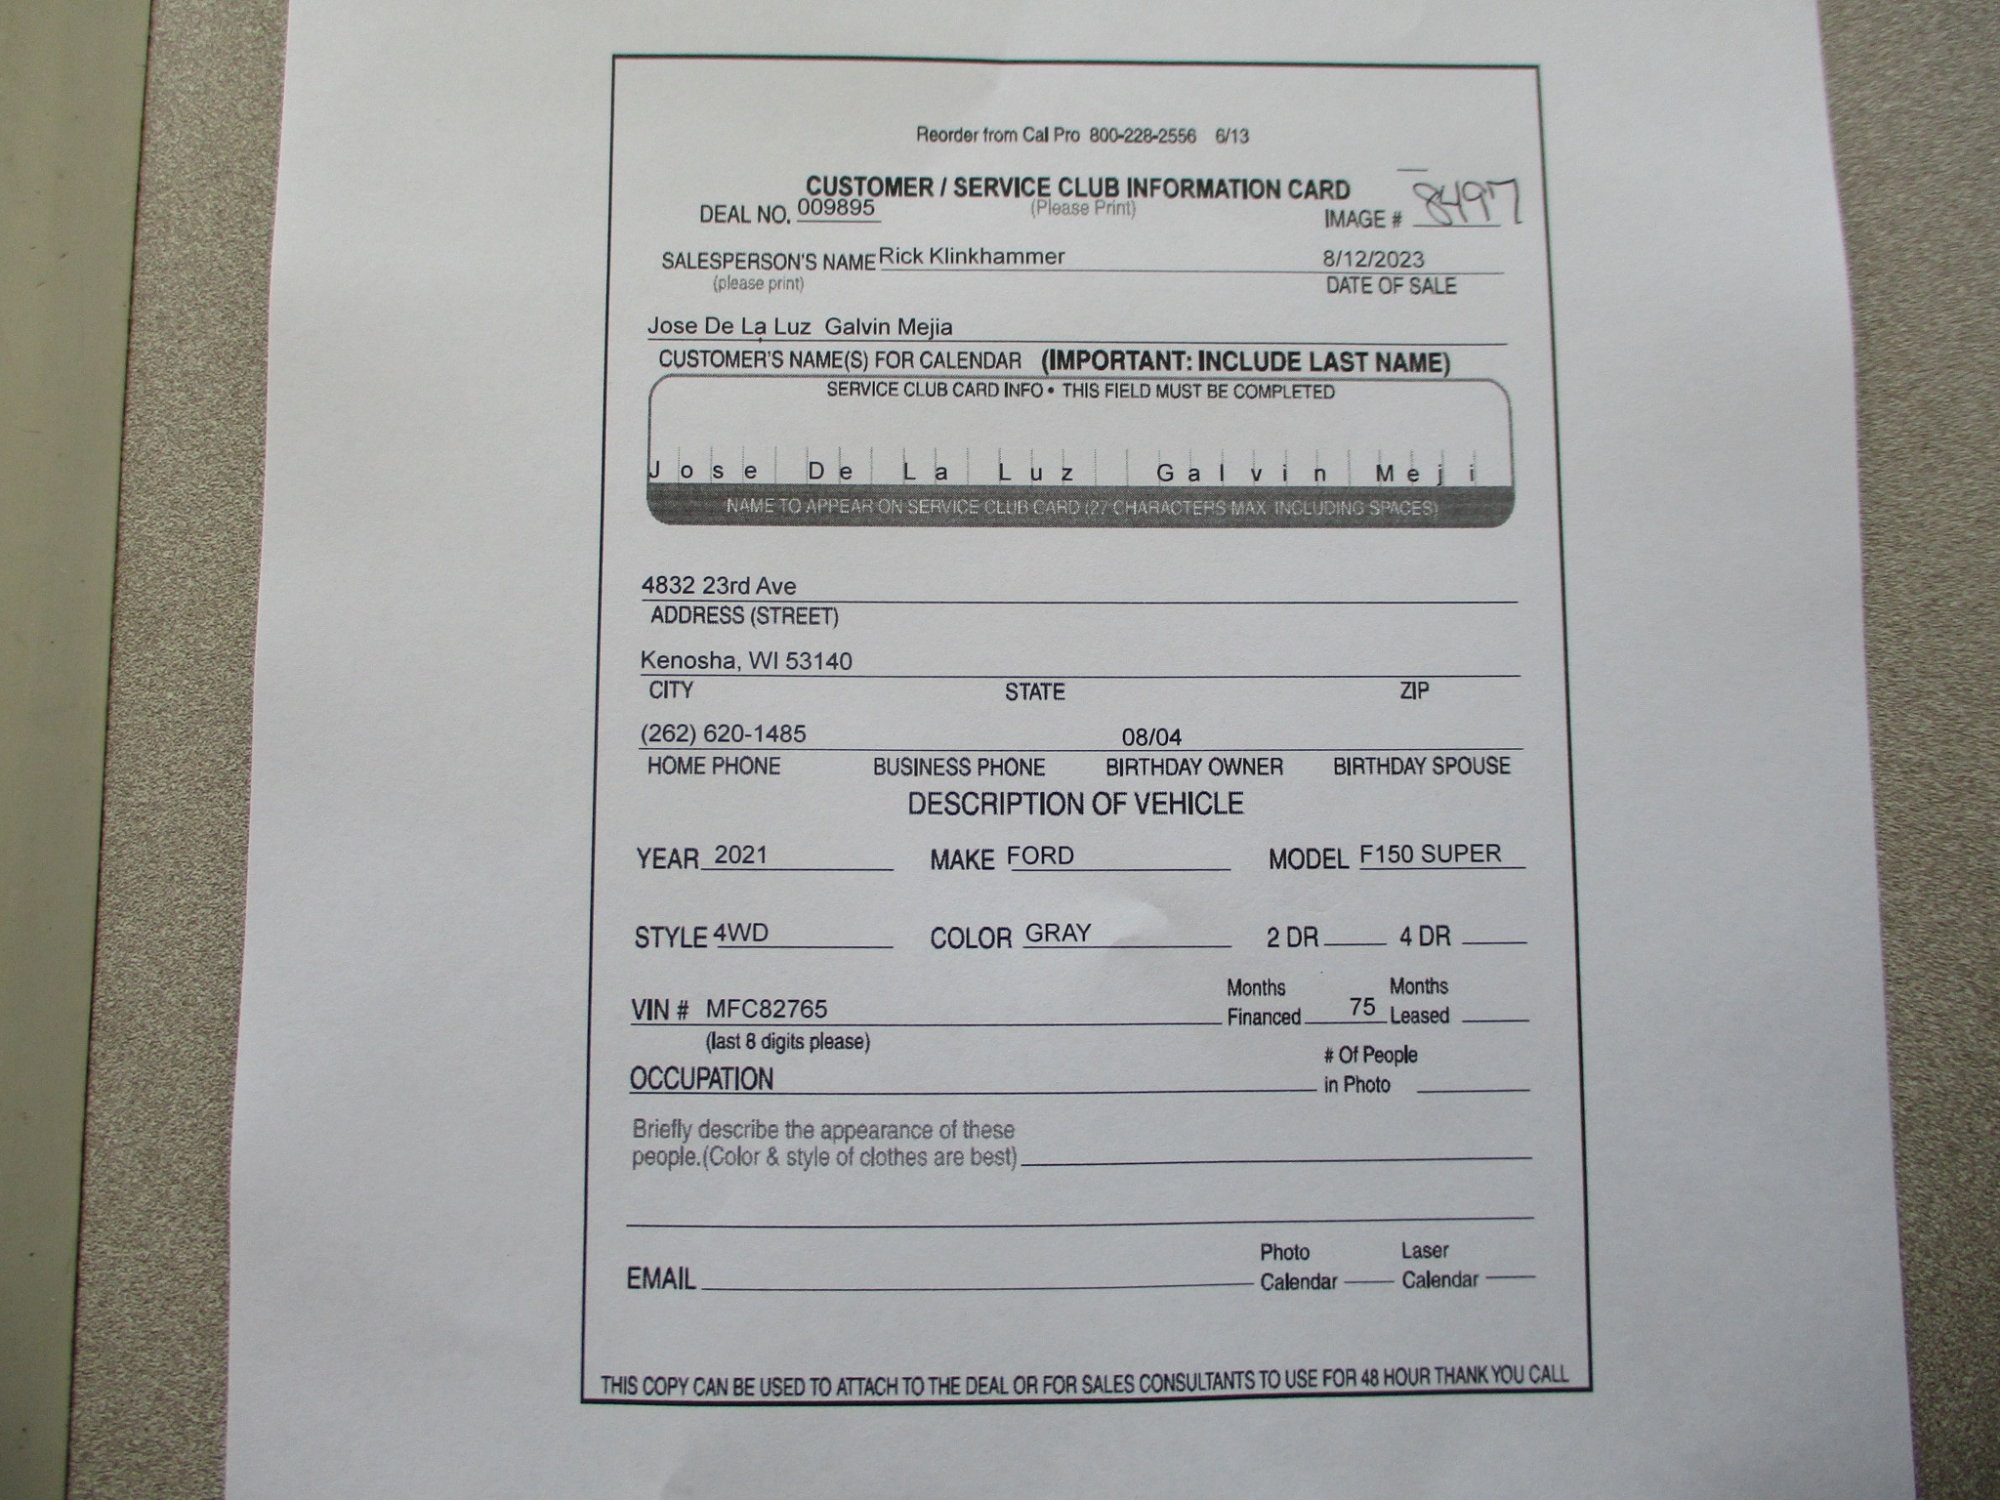 Reorder from Cal Pro 800-228-2556 6/13
CUSTOMER / SERVICE CLUB INFORMATION CARD
(Please Print)
DEAL NO. 009895
IMAGE # 8497
SALESPERSON'S NAME Rick Klinkhammer 8/12/2023
(please print) DATE OF SALE
Jose De La Luz Galvin Mejia
CUSTOMER'S NAME(S) FOR CALENDAR (IMPORTANT: INCLUDE LAST NAME)
SERVICE CLUB CARD INFO • THIS FIELD MUST BE COMPLETED
Jose De La Luz  Galvin Meji
NAME TO APPEAR ON SERVICE CLUB CARD (27 CHARACTERS MAX. INCLUDING SPACES)
4832 23rd Ave
ADDRESS (STREET)
Kenosha, WI 53140
CITY STATE ZIP
(262) 620-1485 08/04
HOME PHONE BUSINESS PHONE BIRTHDAY OWNER BIRTHDAY SPOUSE
DESCRIPTION OF VEHICLE
YEAR 2021 MAKE FORD MODEL F150 SUPER
STYLE 4WD COLOR GRAY 2 DR 4 DR
VIN # MFC82765 Months Financed 75 Months Leased
(last 8 digits please)
OCCUPATION # Of People in Photo
Briefly describe the appearance of these
people.(Color & style of clothes are best)
EMAIL Photo Calendar Laser Calendar
THIS COPY CAN BE USED TO ATTACH TO THE DEAL OR FOR SALES CONSULTANTS TO USE FOR 48 HOUR THANK YOU CALL